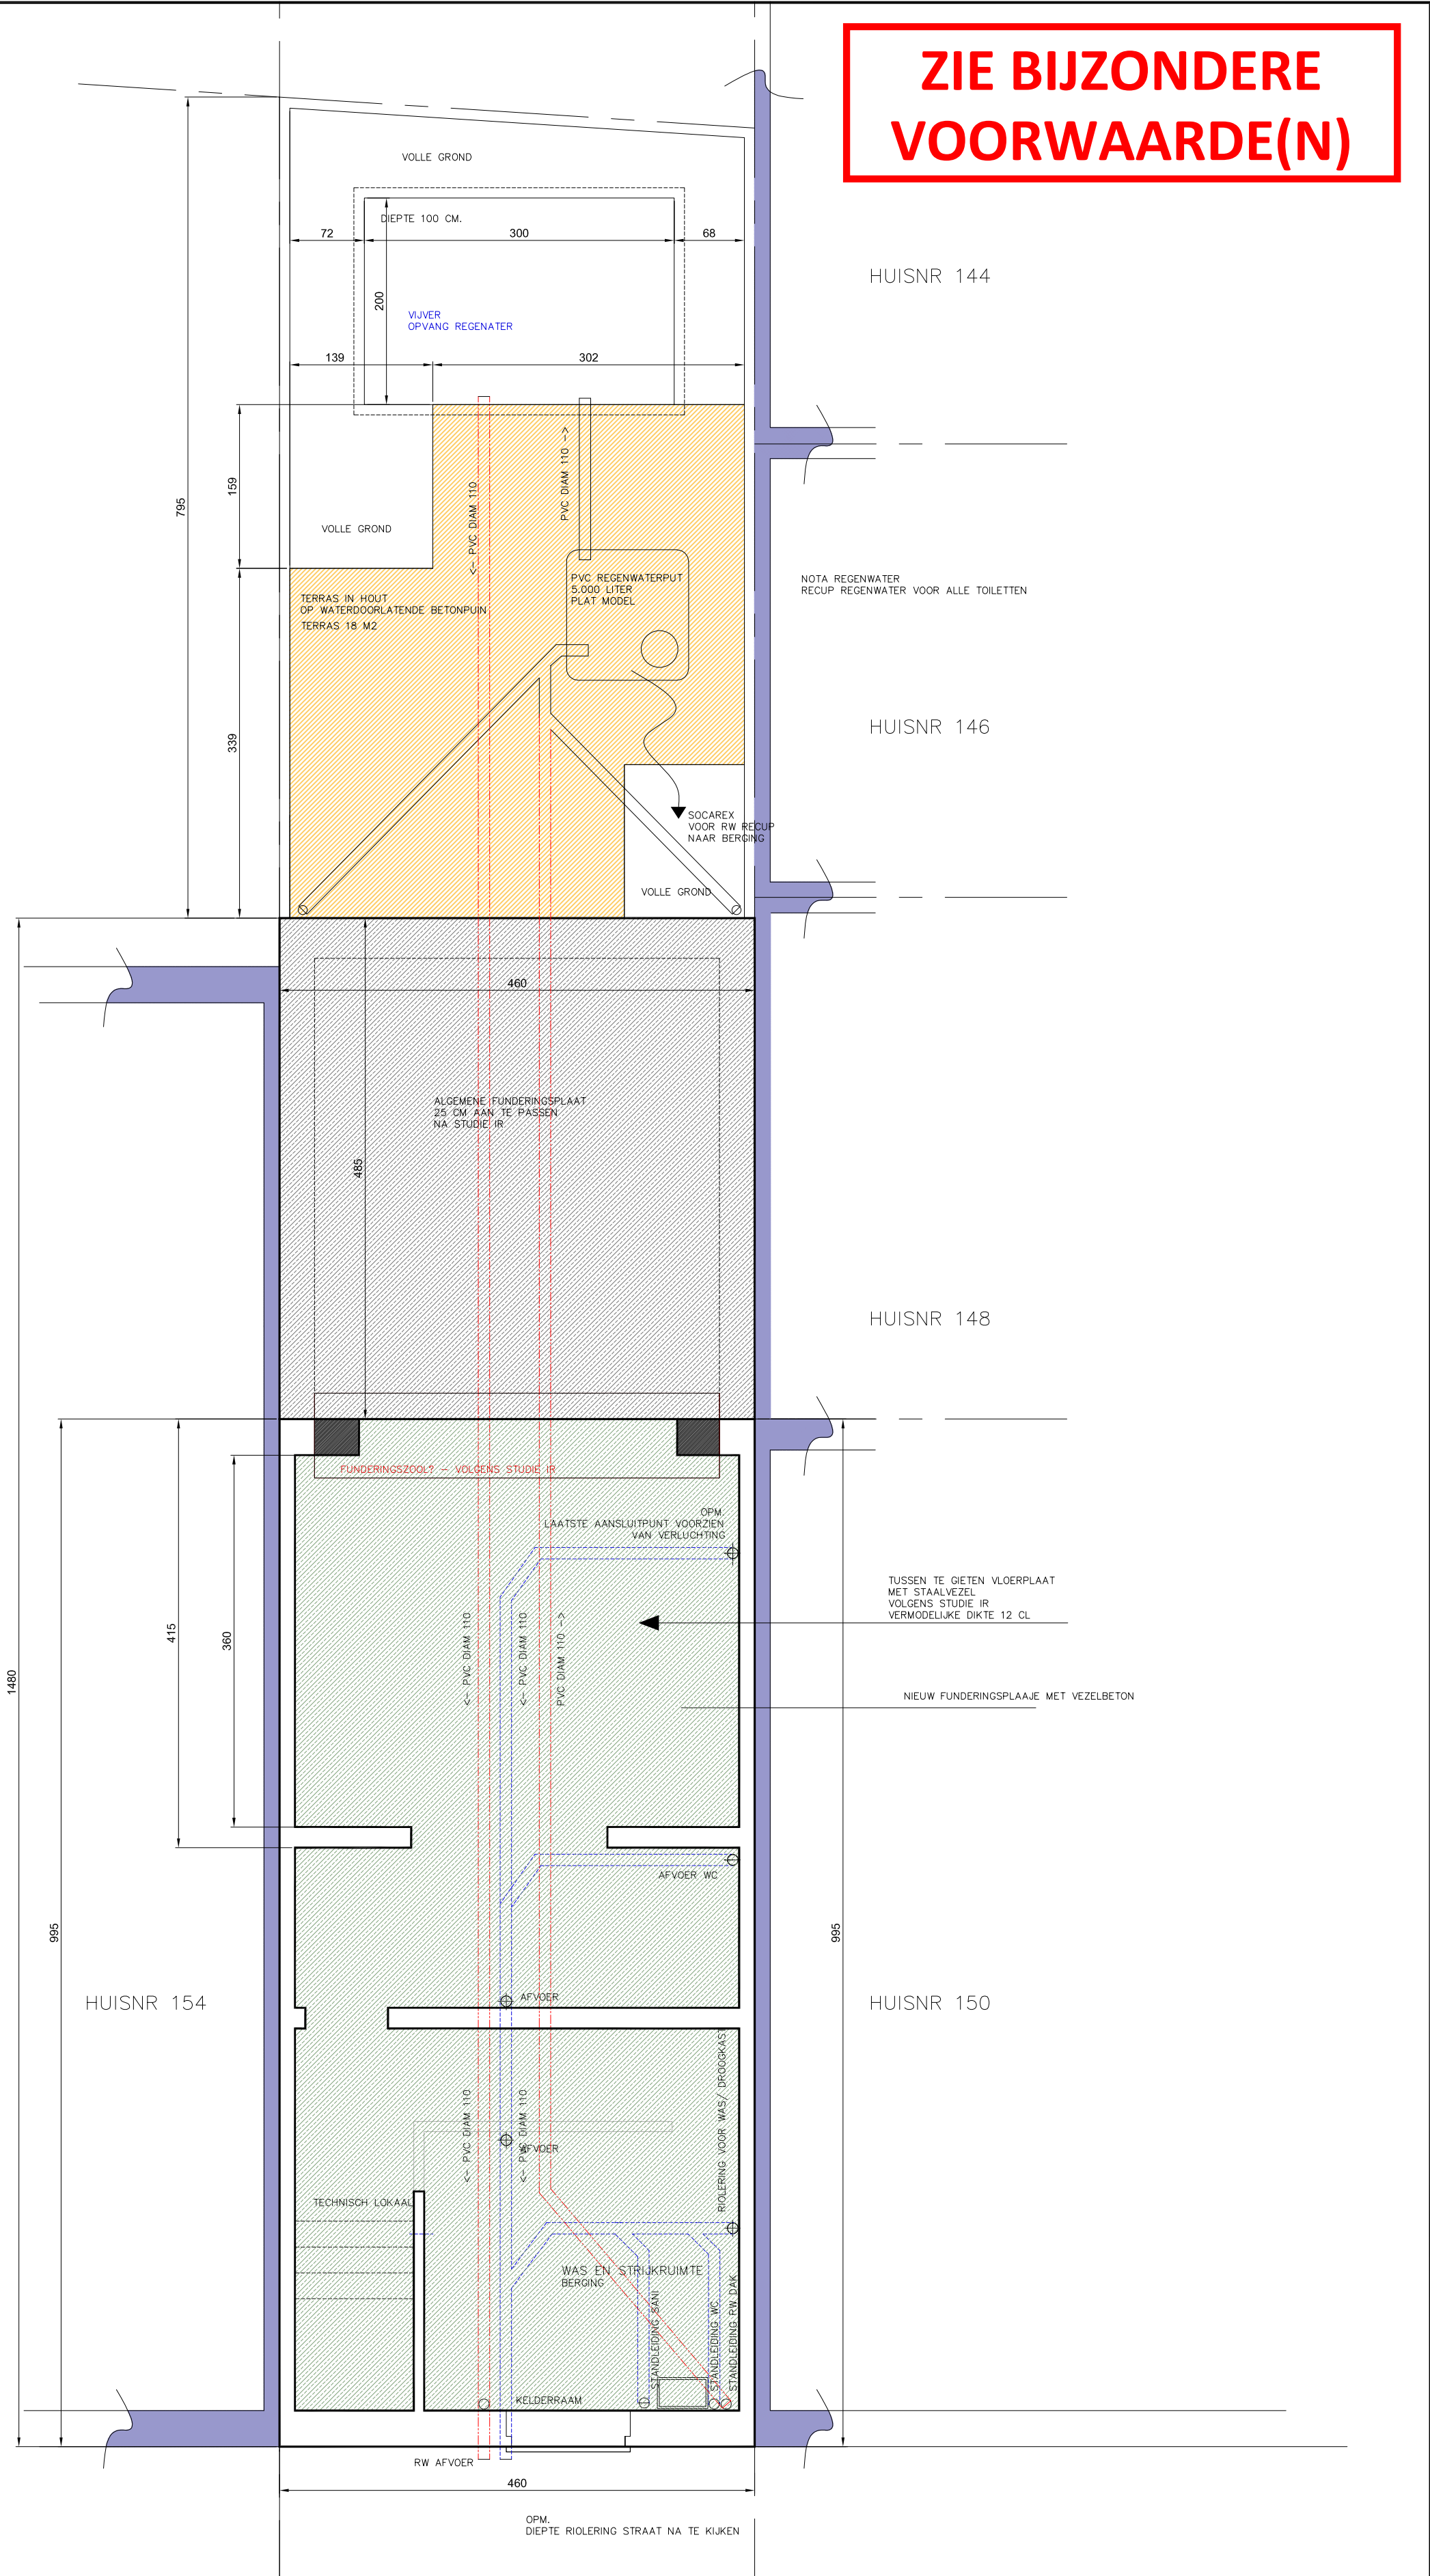 ZIE BIJZONDERE
VOORWAARDE(N)
VOLLE GROND
DIEPTE 100 CM.
72
300
68
HUISNR 144
200
VIJVER
OPVANG REGENATER
139
302
795
159
<- PVC DIAM 110
PVC DIAM 110 ->
VOLLE GROND
PVC REGENWATERPUT
5.000 LITER
PLAT MODEL
NOTA REGENWATER
RECUP REGENWATER VOOR ALLE TOILETTEN
TERRAS IN HOUT
OP WATERDOORLATENDE BETONPUIN
TERRAS 18 M2
339
HUISNR 146
SOCAREX
VOOR RW RECUP
NAAR BERGING
VOLLE GROND
460
ALGEMENE FUNDERINGSPLAAT
25 CM AAN TE PASSEN
NA STUDIE IR
485
HUISNR 148
FUNDERINGSZOOL? - VOLGENS STUDIE IR
OPM.
LAATSTE AANSLUITPUNT VOORZIEN
VAN VERLUCHTING
TUSSEN TE GIETEN VLOERPLAAT
MET STAALVEZEL
VOLGENS STUDIE IR
VERMODELIJKE DIKTE 12 CL
415
360
<- PVC DIAM 110
<- PVC DIAM 110
PVC DIAM 110 ->
1480
NIEUW FUNDERINGSPLAAJE MET VEZELBETON
AFVOER WC
995
995
HUISNR 154
AFVOER
HUISNR 150
RIOLERING VOOR WAS/ DROOGKAST
<- PVC DIAM 110
<- PVC DIAM 110
AFVOER
TECHNISCH LOKAAL
WAS EN STRIJKRUIMTE
BERGING
STANDLEIDING SANI
STANDLEIDING WC
STANDLEIDING RW DAK
KELDERRAAM
RW AFVOER
460
OPM.
DIEPTE RIOLERING STRAAT NA TE KIJKEN